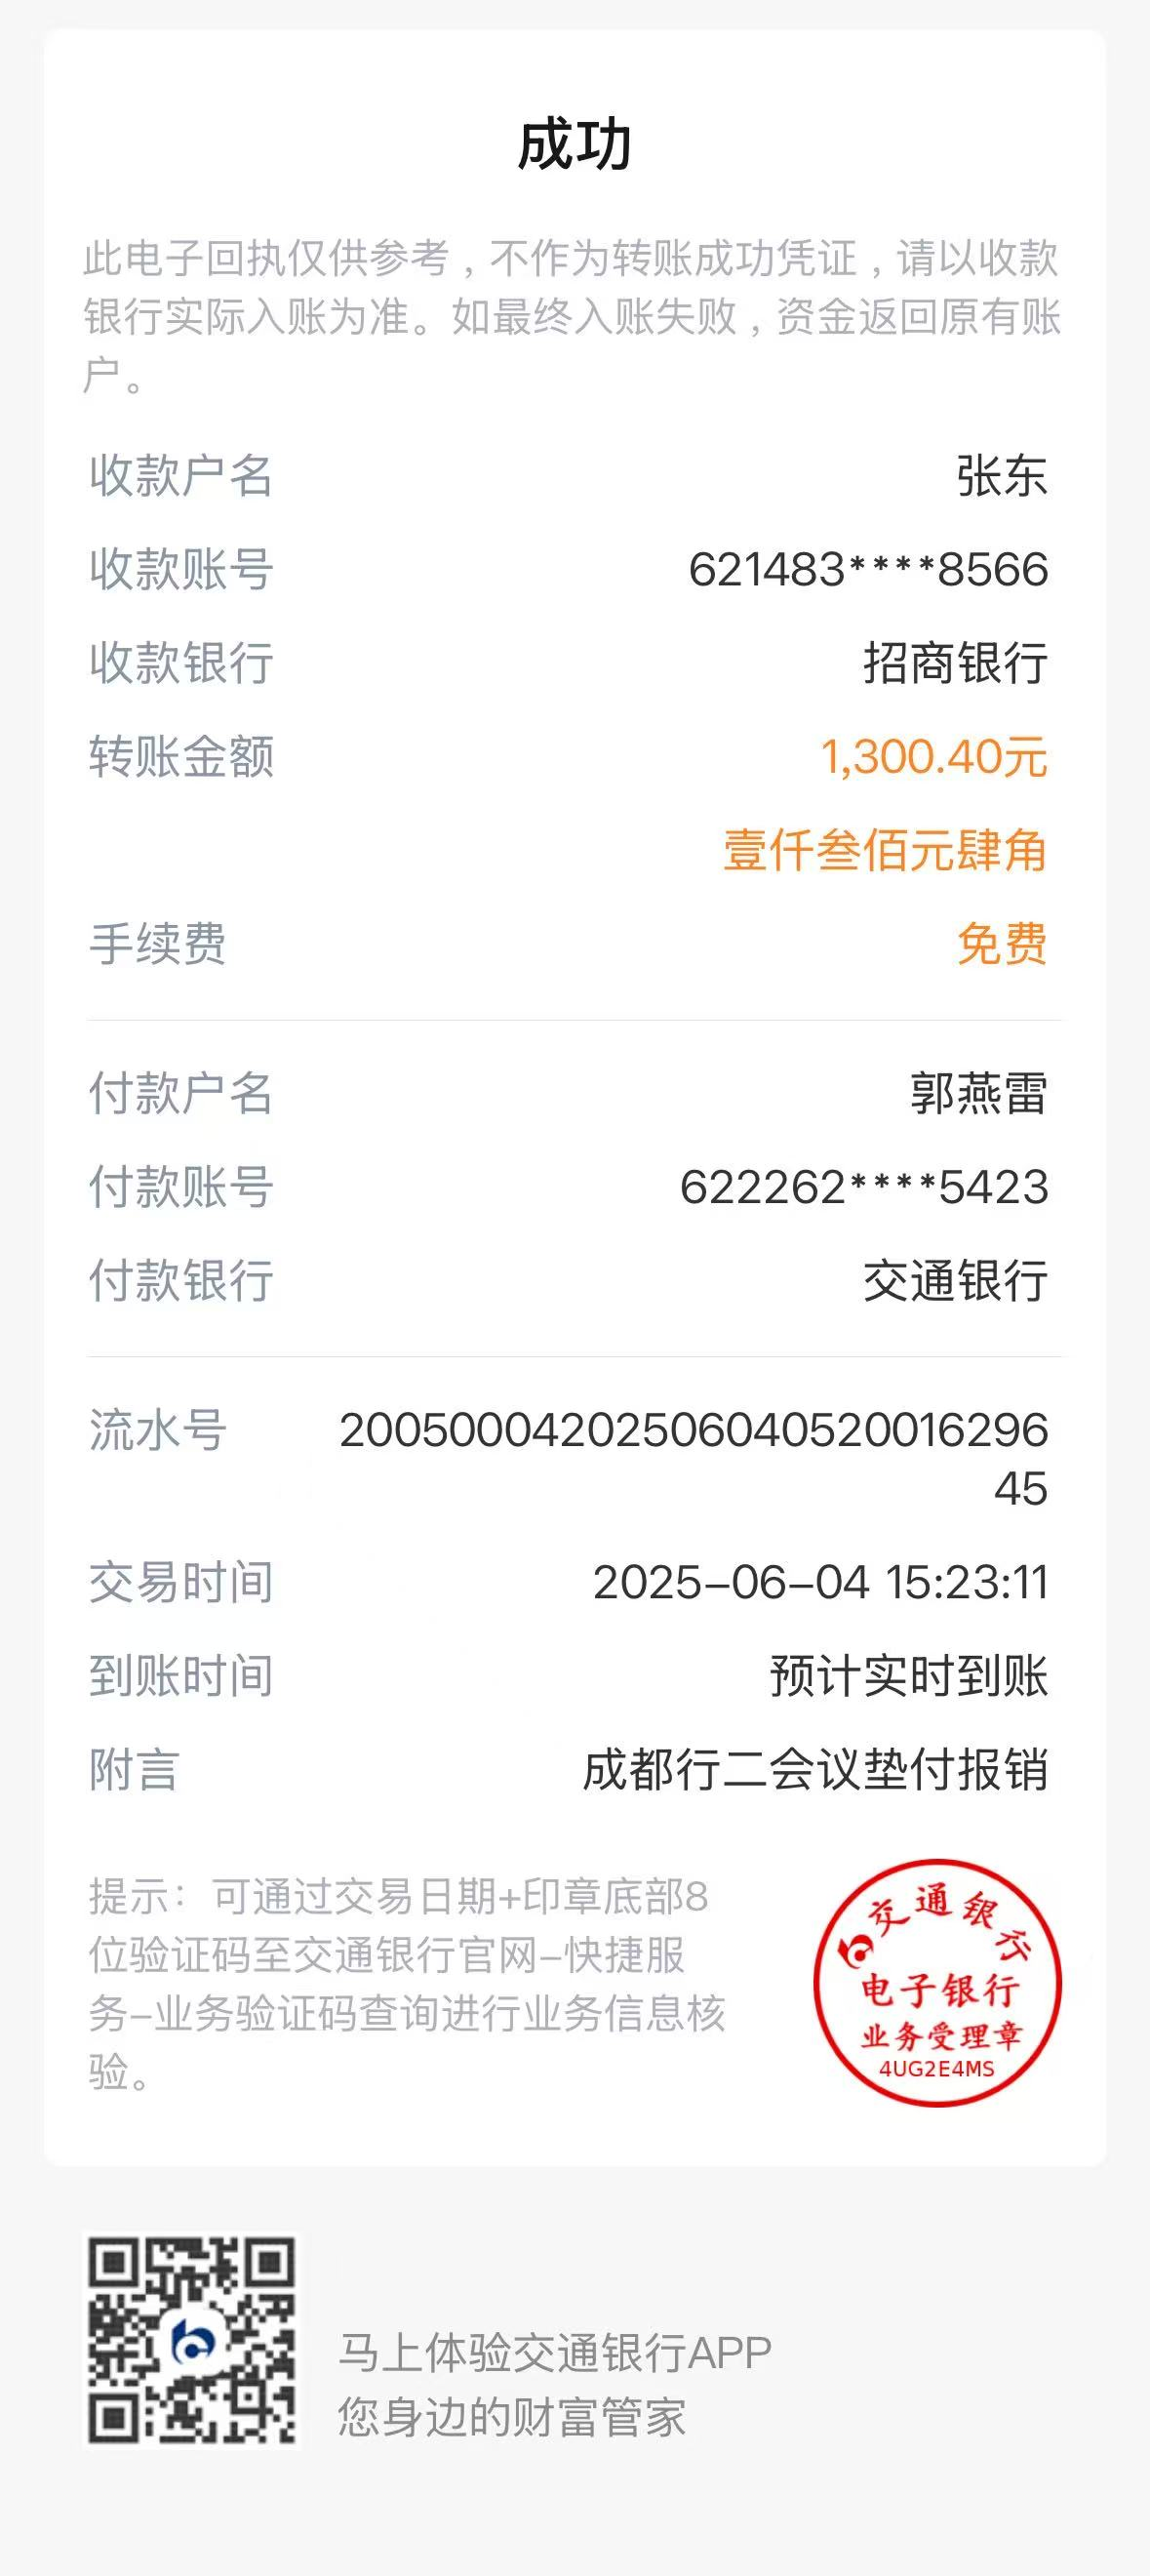 成功
此电子回执仅供参考，不作为转账成功凭证，请以收款
银行实际入账为准。如最终入账失败，资金返回原有账
户。
收款户名 张东
收款账号 621483****8566
收款银行 招商银行
转账金额 1,300.40元
壹仟叁佰元肆角
手续费 免费
付款户名 郭燕雷
付款账号 622262****5423
付款银行 交通银行
流水号 20050004202506040520016296
45
交易时间 2025-06-04 15:23:11
到账时间 预计实时到账
附言 成都行二会议垫付报销
提示：可通过交易日期+印章底部8
位验证码至交通银行官网-快捷服
务-业务验证码查询进行业务信息核
验。
交通银行
电子银行
业务受理章
4UG2E4MS
马上体验交通银行APP
您身边的财富管家